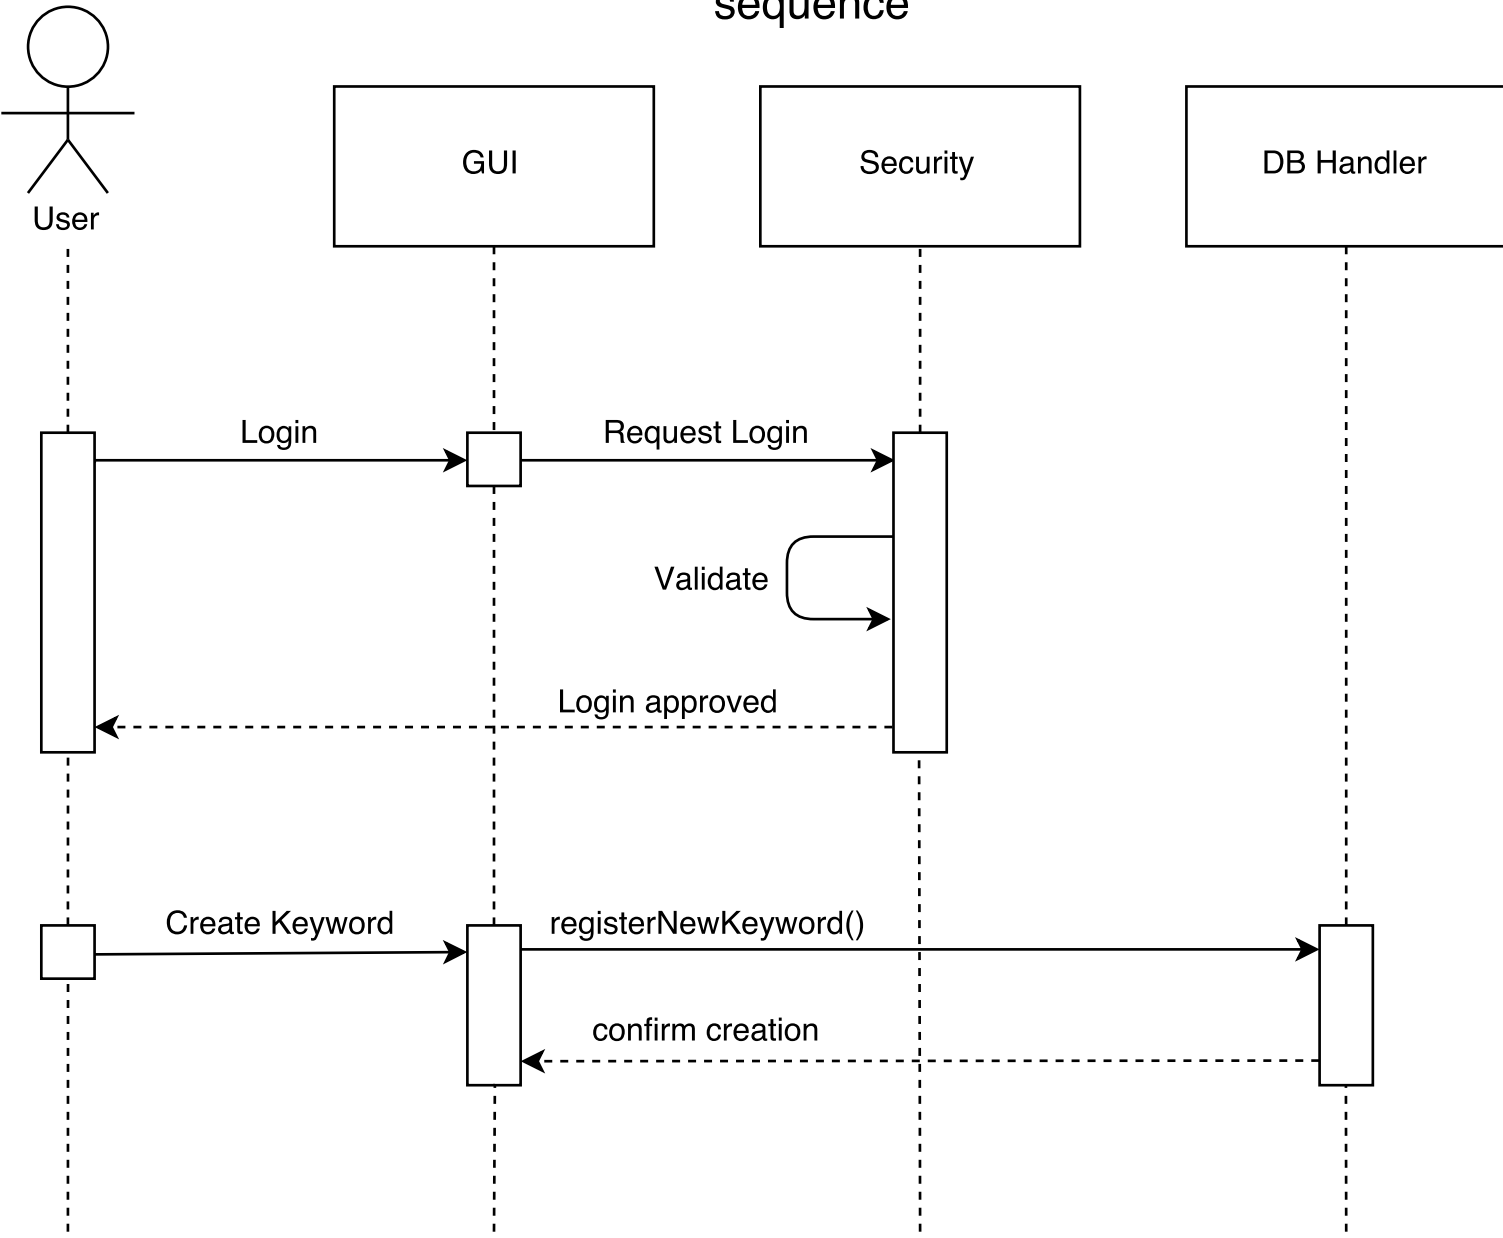 sequence
User
GUI
Security
DB Handler
Login
Request Login
Validate
Login approved
Create Keyword
registerNewKeyword()
confirm creation